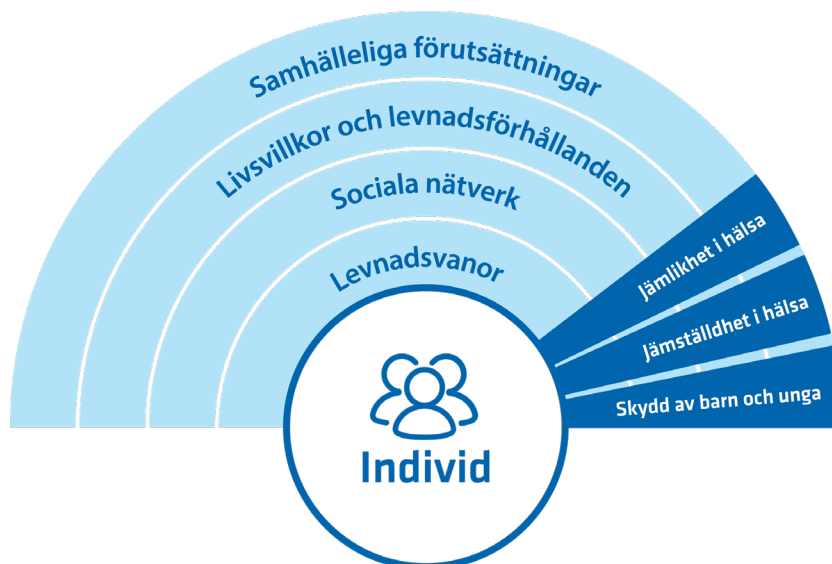 Samhälleliga förutsättningar
Livsvillkor och levnadsförhållanden
Sociala nätverk
Levnadsvanor
Jämlikhet i hälsa
Jämställdhet i hälsa
Skydd av barn och unga
Individ